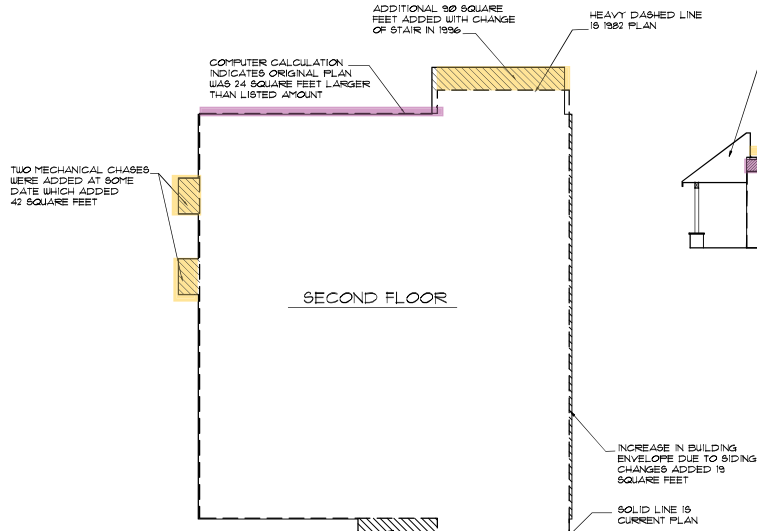 ADDITIONAL 90 SQUARE
FEET ADDED WITH CHANGE
OF STAIR IN 1996
HEAVY DASHED LINE
IS 1982 PLAN
COMPUTER CALCULATION
INDICATES ORIGINAL PLAN
WAS 24 SQUARE FEET LARGER
THAN LISTED AMOUNT
TWO MECHANICAL CHASES
WERE ADDED AT SOME
DATE WHICH ADDED
42 SQUARE FEET
SECOND FLOOR
INCREASE IN BUILDING
ENVELOPE DUE TO SIDING
CHANGES ADDED 19
SQUARE FEET
SOLID LINE IS
CURRENT PLAN